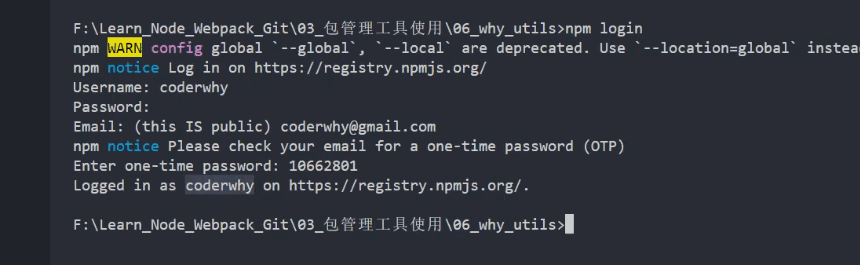 F:\Learn_Node_Webpack_Git\03_包管理工具使用\06_why_utils>npm login
npm WARN config global `--global`, `--local` are deprecated. Use `--location=global` instea
npm notice Log in on https://registry.npmjs.org/
Username: coderwhy
Password:
Email: (this IS public) coderwhy@gmail.com
npm notice Please check your email for a one-time password (OTP)
Enter one-time password: 10662801
Logged in as coderwhy on https://registry.npmjs.org/.
F:\Learn_Node_Webpack_Git\03_包管理工具使用\06_why_utils>